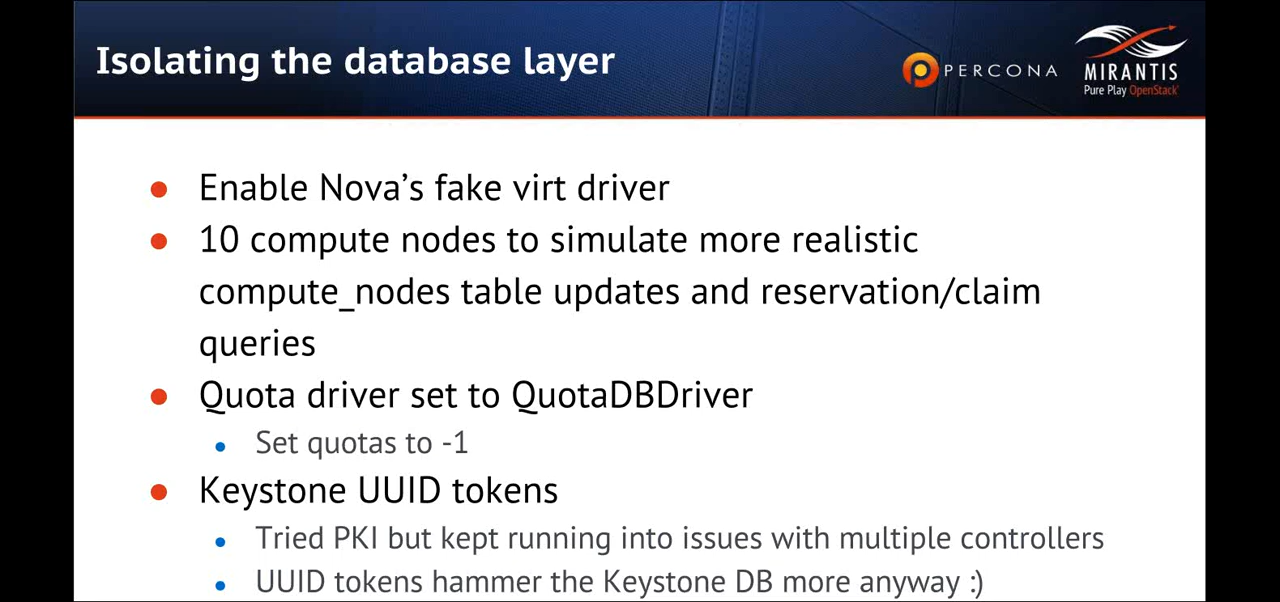 Isolating the database layer
PERCONA
MIRANTIS
Pure Play OpenStack®
Enable Nova’s fake virt driver
10 compute nodes to simulate more realistic
compute_nodes table updates and reservation/claim
queries
Quota driver set to QuotaDBDriver
Set quotas to -1
Keystone UUID tokens
Tried PKI but kept running into issues with multiple controllers
UUID tokens hammer the Keystone DB more anyway :)